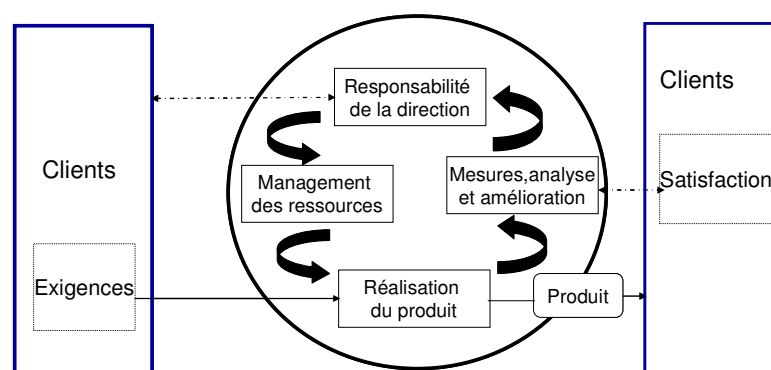 Clients
Exigences
Responsabilité
de la direction
Management
des ressources
Mesures,analyse
et amélioration
Réalisation
du produit
Produit
Clients
Satisfaction